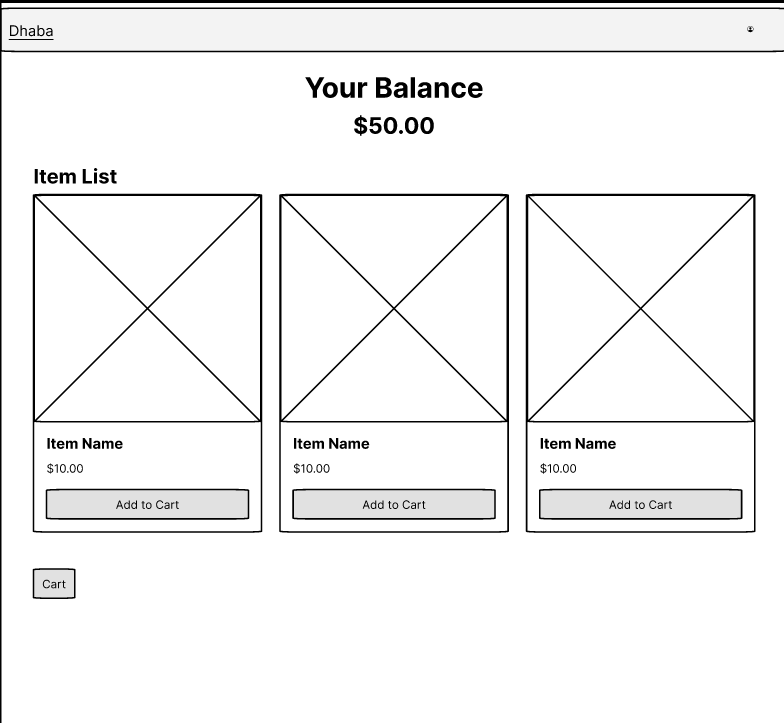 Dhaba
Your Balance
$50.00
Item List
Item Name
$10.00
Add to Cart
Item Name
$10.00
Add to Cart
Item Name
$10.00
Add to Cart
Cart